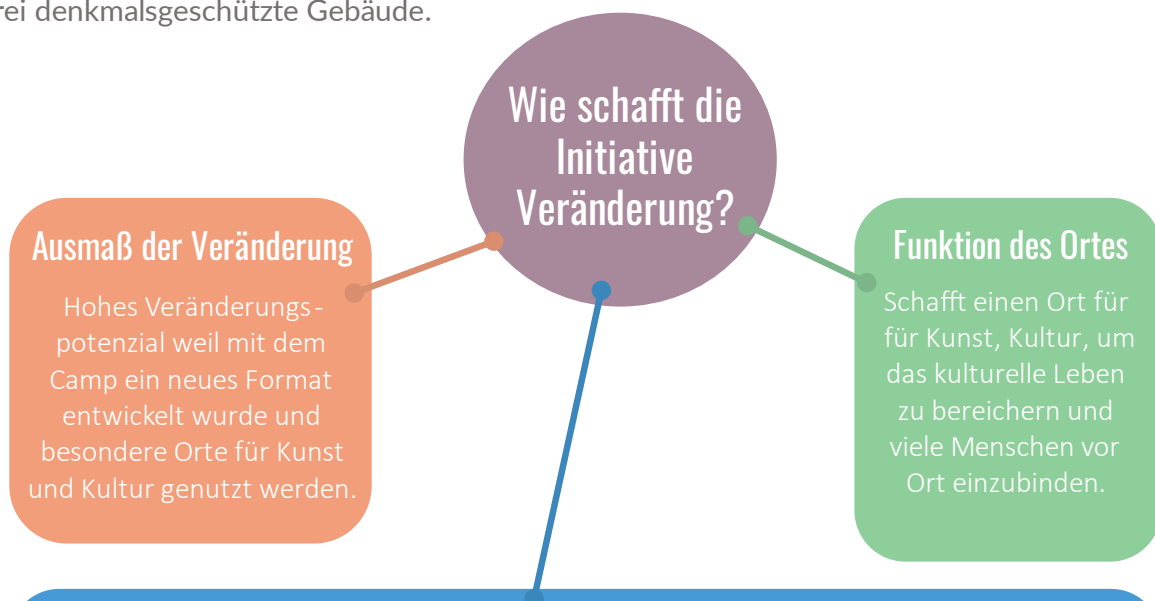 denkmalsgeschützte Gebäude.
Wie schafft die
Initiative
Veränderung?
Ausmaß der Veränderung
Hohes Veränderungs-
potenzial weil mit dem
Camp ein neues Format
entwickelt wurde und
besondere Orte für Kunst
und Kultur genutzt werden.
Funktion des Ortes
Schafft einen Ort für
für Kunst, Kultur, um
das kulturelle Leben
zu bereichern und
viele Menschen vor
Ort einzubinden.